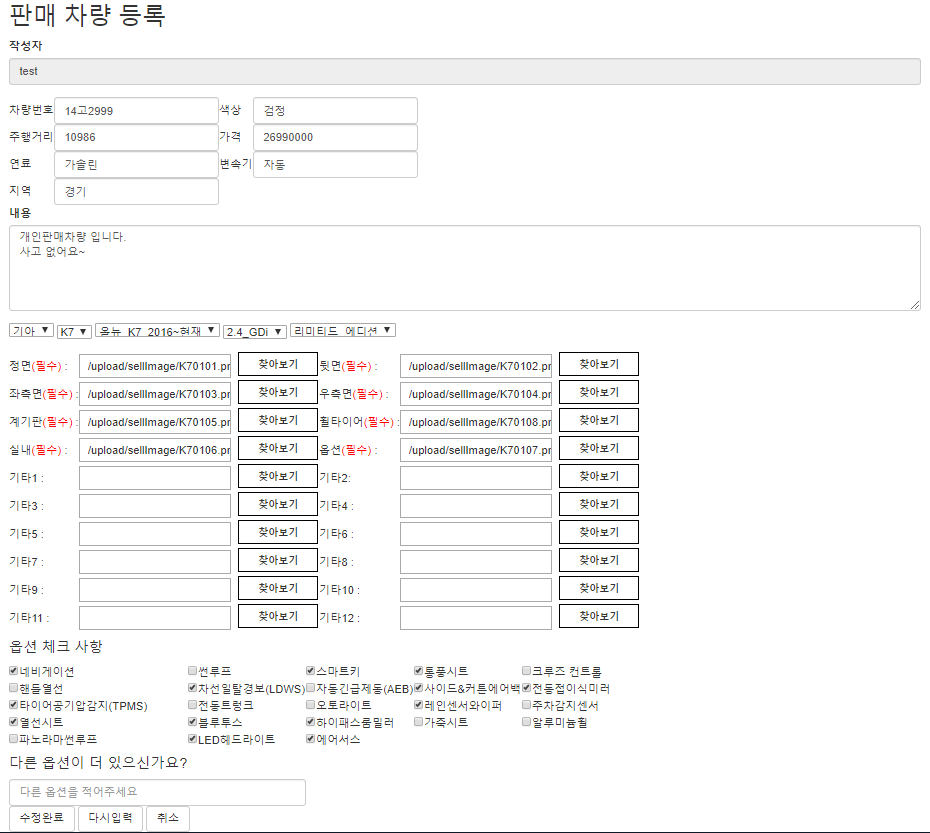 판매 차량 등록
작성자
test
차량번호 14고2999 색상 검정
주행거리 10986 가격 26990000
연료 가솔린 변속기 자동
지역 경기
내용
개인판매차량 입니다.
사고 없어요~
기아 K7 올뉴 K7 2016~현재 2.4_GDi 리미티드 에디션
정면(필수) : /upload/sellImage/K70101.pr 찾아보기 뒷면(필수) : /upload/sellImage/K70102.pr 찾아보기
좌측면(필수) : /upload/sellImage/K70103.pr 찾아보기 우측면(필수) : /upload/sellImage/K70104.pr 찾아보기
계기판(필수) : /upload/sellImage/K70105.pr 찾아보기 휠타이어(필수) : /upload/sellImage/K70108.pr 찾아보기
실내(필수) : /upload/sellImage/K70106.pr 찾아보기 옵션(필수) : /upload/sellImage/K70107.pr 찾아보기
기타1 : 찾아보기 기타2: 찾아보기
기타3 : 찾아보기 기타4 : 찾아보기
기타5 : 찾아보기 기타6 : 찾아보기
기타7 : 찾아보기 기타8 : 찾아보기
기타9 : 찾아보기 기타10 : 찾아보기
기타11 : 찾아보기 기타12 : 찾아보기
옵션 체크 사항
네비게이션 썬루프 스마트키 통풍시트 크루즈 컨트롤
핸들열선 차선일탈경보(LDWS) 자동긴급제동(AEB) 사이드&커튼에어백 전동접이식미러
타이어공기압감지(TPMS) 전동트렁크 오토라이트 레인센서와이퍼 주차감지센서
열선시트 블루투스 하이패스룸밀러 가죽시트 알루미늄휠
파노라마썬루프 LED헤드라이트 에어서스
다른 옵션이 더 있으신가요?
다른 옵션을 적어주세요
수정완료 다시입력 취소